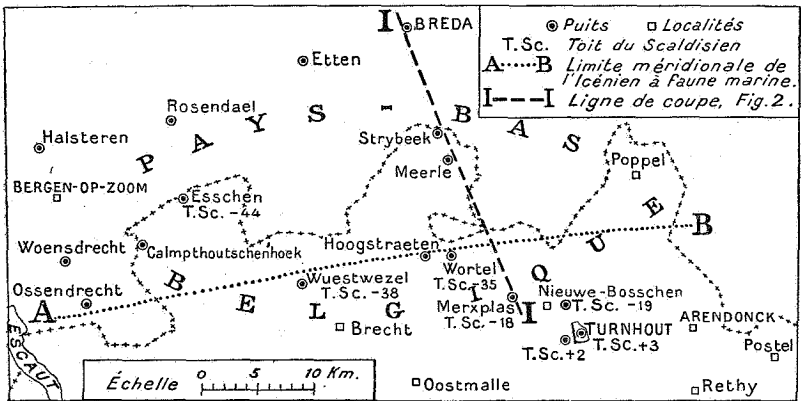 I BREDA
Puits Localités
T.Sc. Toit du Scaldisien
A B Limite méridionale de
l'Icénien à Faune marine.
I I Ligne de coupe, Fig.2.
Etten
Rosendael
PAYS-BAS
Halsteren
Strybeek
Meerle
Poppel
BERGEN-OP-ZOOM
Esschen
T.Sc.-44
Woensdrecht
Calmpthoutschenhoek
Hoogstraeten
B
Ossendrecht
A
BELGIQUE
Wuestwezel
T.Sc.-38
Wortel
T.Sc.-35
Merxplas
T.Sc.-18
I
Nieuwe-Bosschen
T.Sc.-19
Brecht
TURNHOUT
T.Sc.+3
T.Sc.+2
ARENDONCK
Postel
ESCAUT
Échelle 0 5 10 Km.
Oostmalle
Rethy